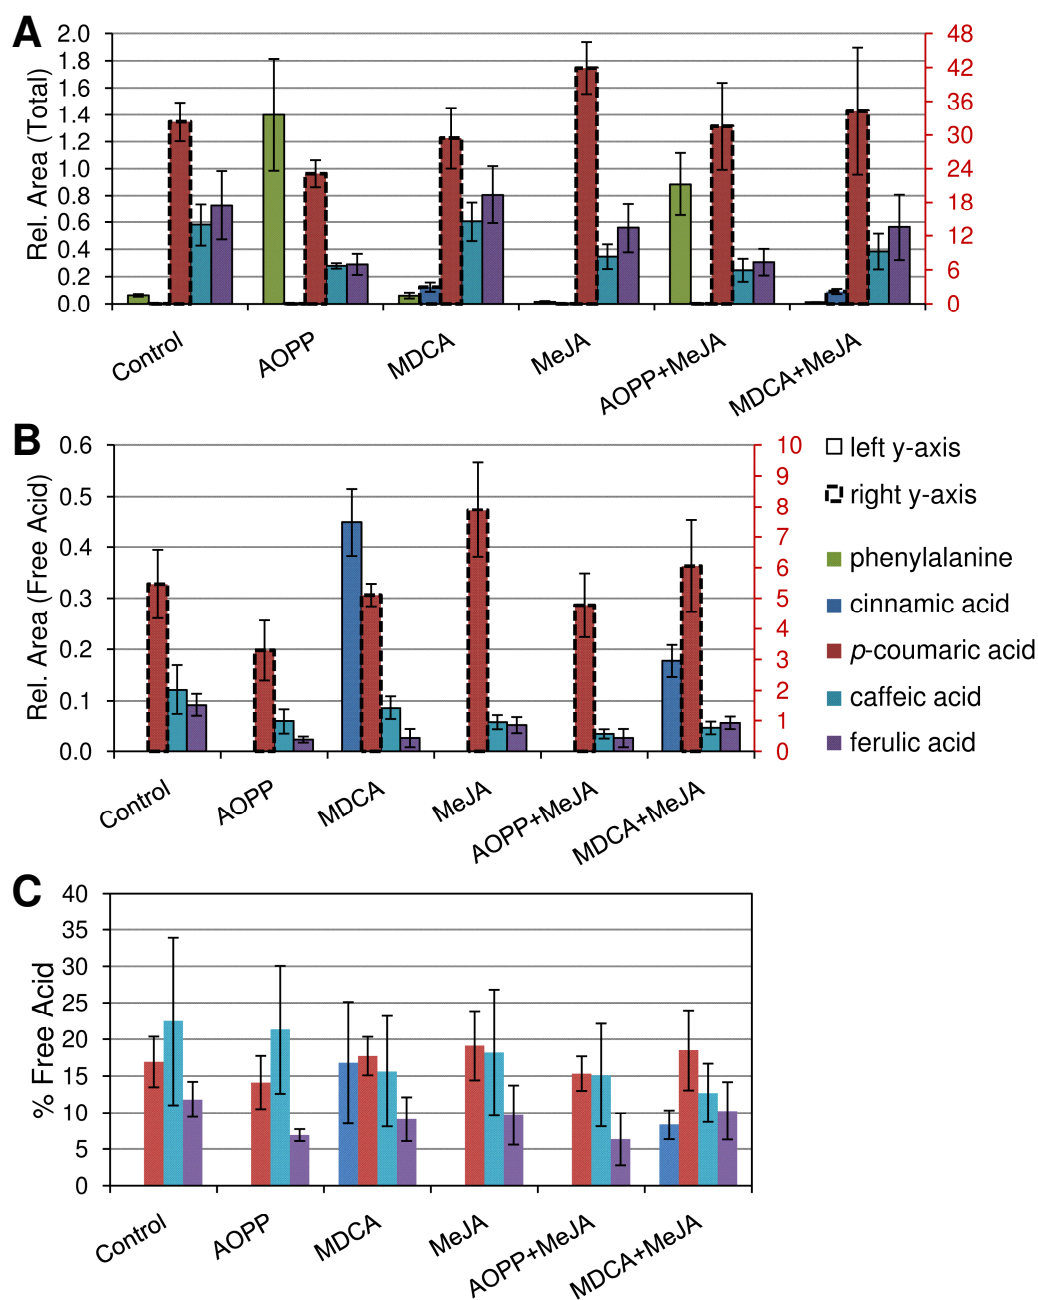 A
Rel. Area (Total)
2.0
1.8
1.6
1.4
1.2
1.0
0.8
0.6
0.4
0.2
0.0
48
42
36
30
24
18
12
6
0
Control
AOPP
MDCA
MeJA
AOPP+MeJA
MDCA+MeJA
B
Rel. Area (Free Acid)
0.6
0.5
0.4
0.3
0.2
0.1
0.0
10
9
8
7
6
5
4
3
2
1
0
Control
AOPP
MDCA
MeJA
AOPP+MeJA
MDCA+MeJA
left y-axis
right y-axis
phenylalanine
cinnamic acid
p-coumaric acid
caffeic acid
ferulic acid
C
% Free Acid
40
35
30
25
20
15
10
5
0
Control
AOPP
MDCA
MeJA
AOPP+MeJA
MDCA+MeJA